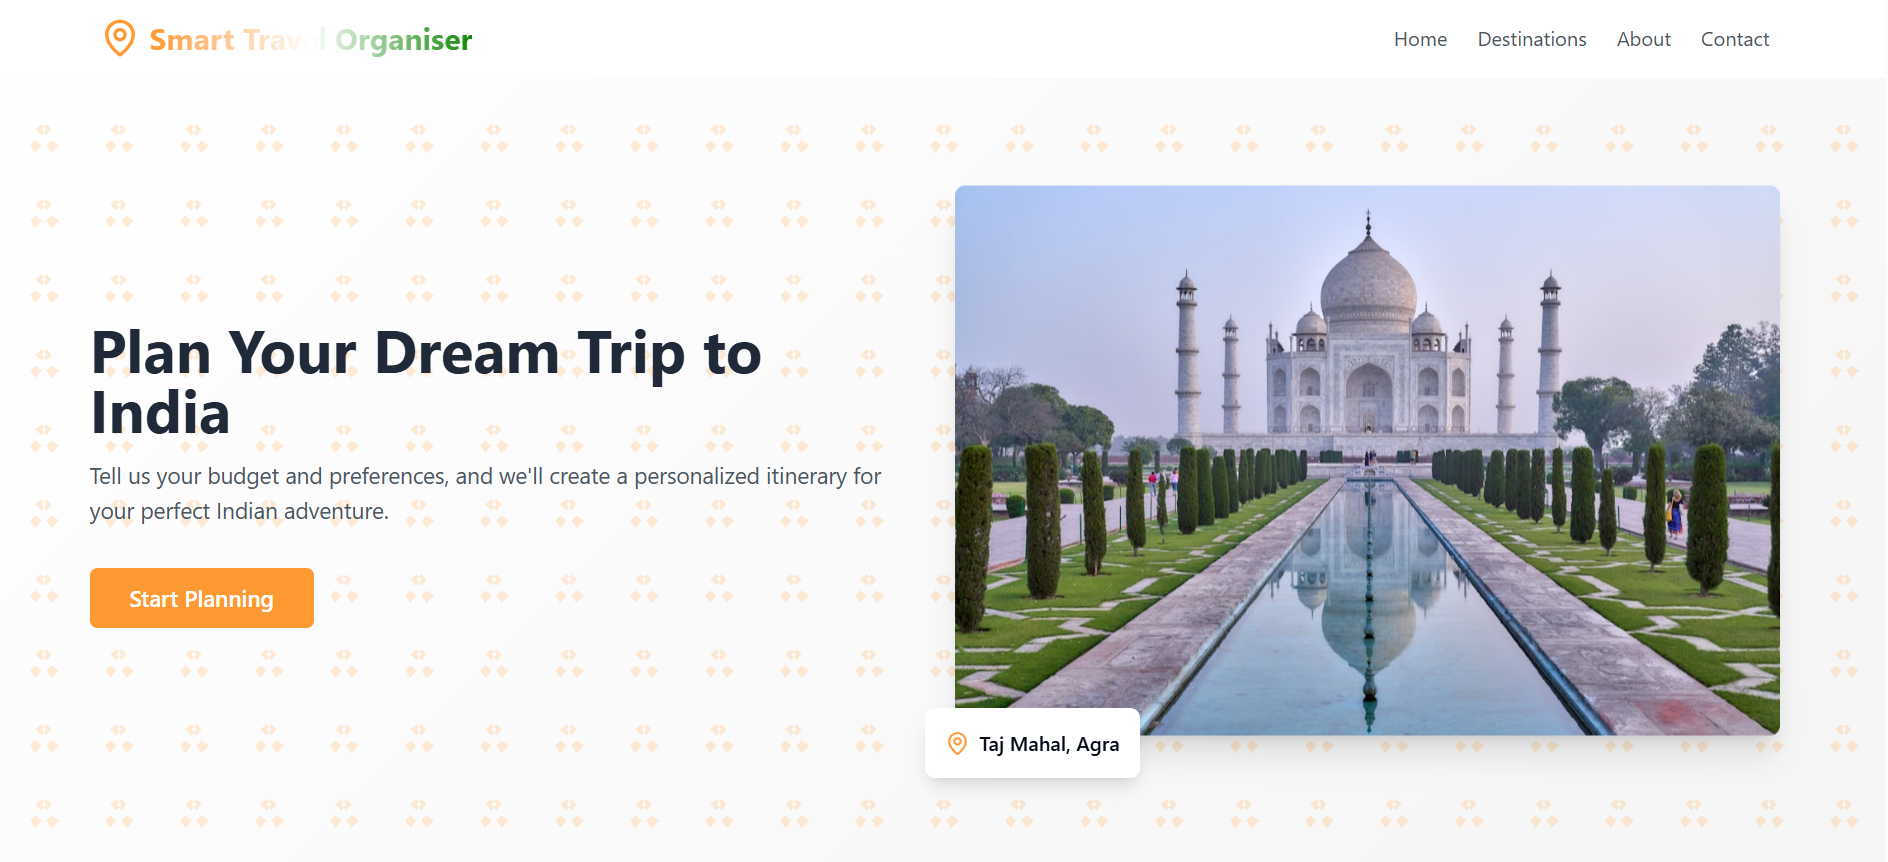 Smart Travel Organiser
Home
Destinations
About
Contact
Plan Your Dream Trip to
India
Tell us your budget and preferences, and we'll create a personalized itinerary for
your perfect Indian adventure.
Start Planning
Taj Mahal, Agra